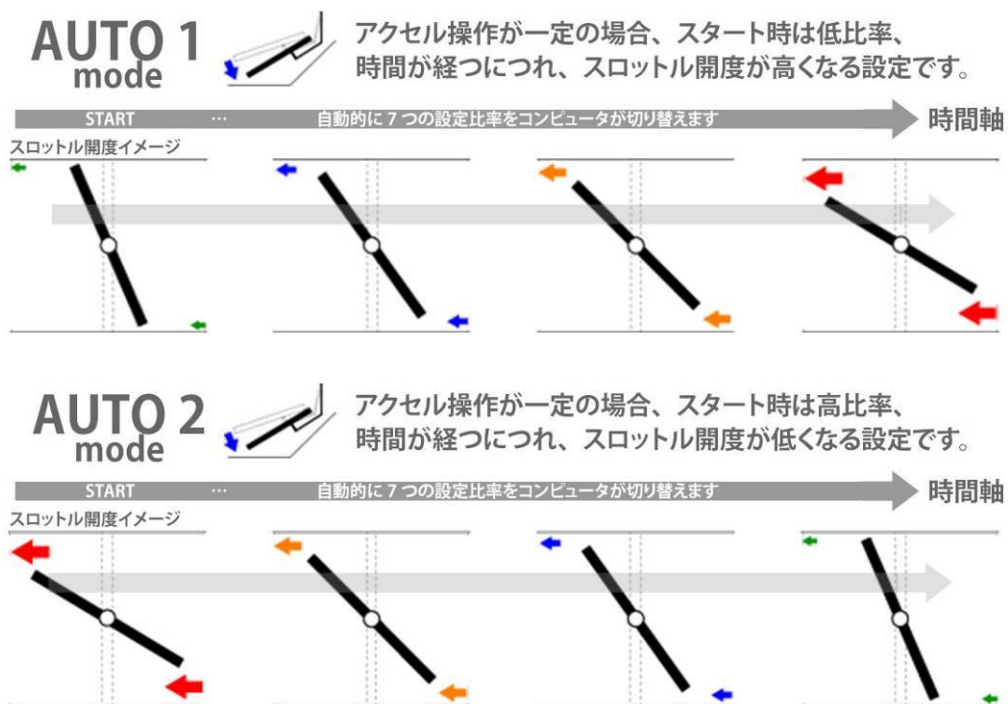 AUTO 1
mode
アクセル操作が一定の場合、スタート時は低比率、
時間が経つにつれ、スロットル開度が高くなる設定です。
START … 自動的に7つの設定比率をコンピュータが切り替えます 時間軸
スロットル開度イメージ
AUTO 2
mode
アクセル操作が一定の場合、スタート時は高比率、
時間が経つにつれ、スロットル開度が低くなる設定です。
START … 自動的に7つの設定比率をコンピュータが切り替えます 時間軸
スロットル開度イメージ